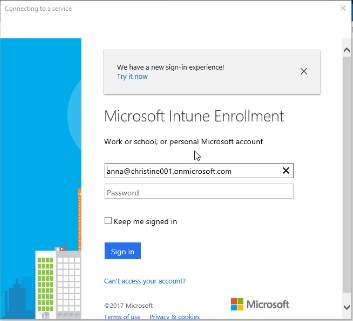 Connecting to a service
We have a new sign-in experience!
Try it now
Microsoft Intune Enrollment
Work or school, or personal Microsoft account
anna@christine001.onmicrosoft.com
Password
Keep me signed in
Sign in
Can't access your account?
©2017 Microsoft
Microsoft
Terms of use Privacy & cookies